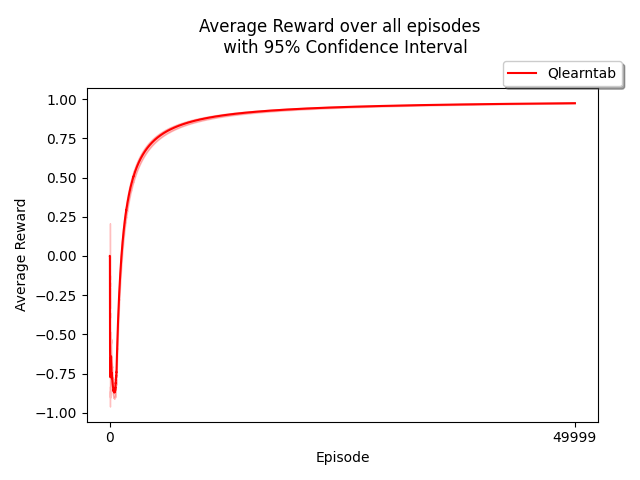 Average Reward over all episodes
with 95% Confidence Interval
Qlearntab
1.00
0.75
0.50
0.25
0.00
−0.25
−0.50
−0.75
−1.00
Average Reward
0
49999
Episode